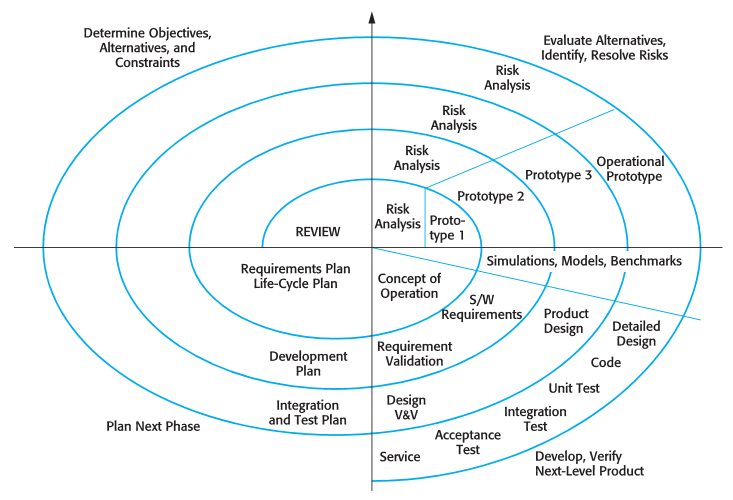 Determine Objectives,
Alternatives, and
Constraints
Evaluate Alternatives,
Identify, Resolve Risks
Risk
Analysis
Risk
Analysis
Risk
Analysis
Risk
Analysis
Proto-
type 1
Prototype 2
Prototype 3
Operational
Prototype
REVIEW
Requirements Plan
Life-Cycle Plan
Concept of
Operation
Simulations, Models, Benchmarks
S/W
Requirements
Product
Design
Detailed
Design
Development
Plan
Requirement
Validation
Code
Unit Test
Integration
and Test Plan
Design
V&V
Integration
Test
Acceptance
Test
Service
Plan Next Phase
Develop, Verify
Next-Level Product